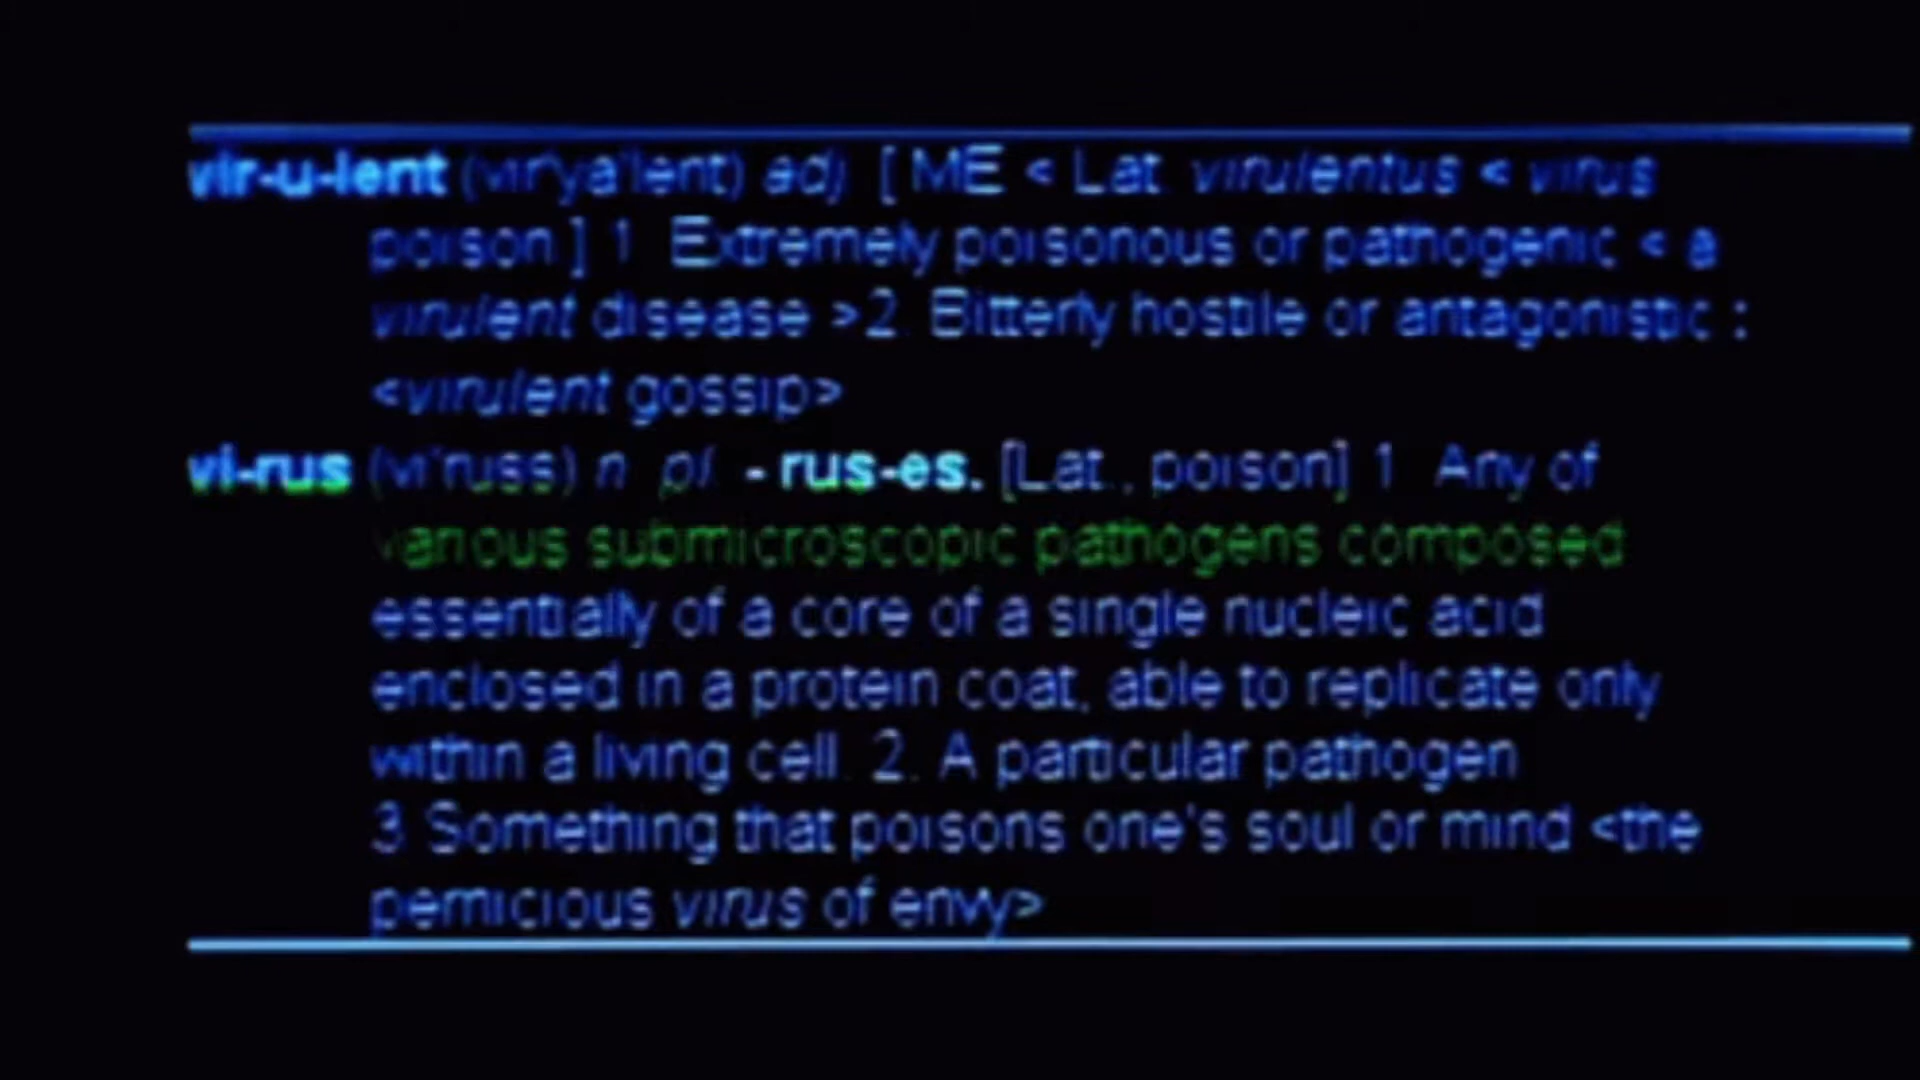 vir-u-lent (vir'ya'lent) adj. [ ME < Lat. virulentus < virus
poison.] 1. Extremely poisonous or pathogenic < a
virulent disease >2. Bitterly hostile or antagonistic :
<virulent gossip>
vi-rus (vi'russ) n. pl. - rus-es. [Lat., poison] 1. Any of
various submicroscopic pathogens composed
essentially of a core of a single nucleic acid
enclosed in a protein coat, able to replicate only
within a living cell. 2. A particular pathogen
3 Something that poisons one's soul or mind <the
pernicious virus of envy>